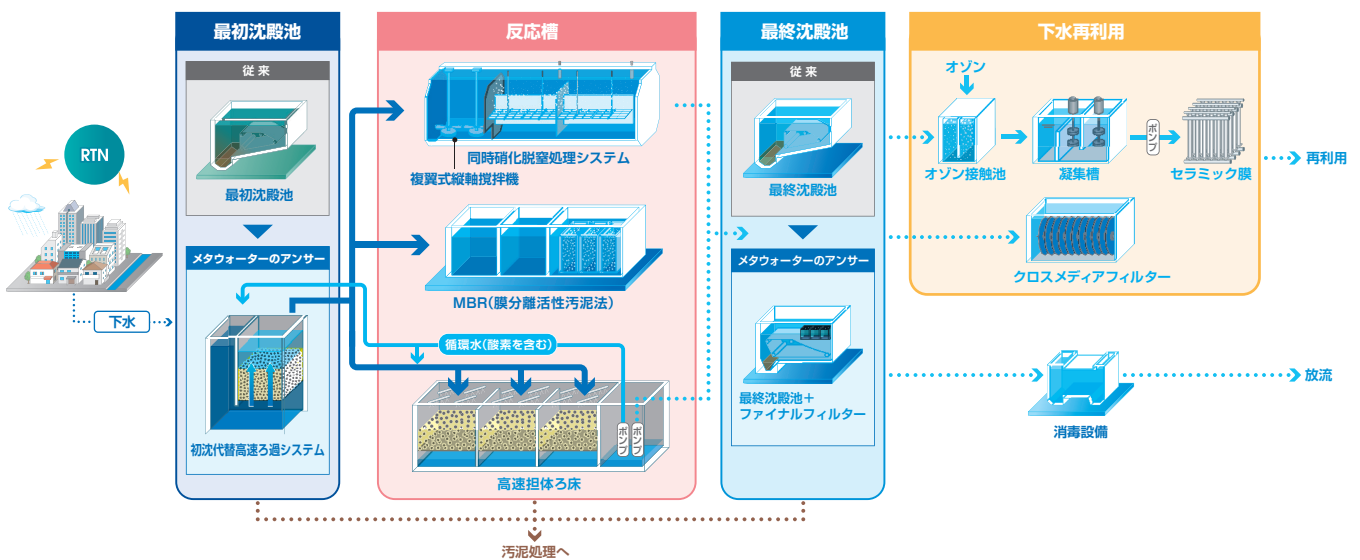 RTN
下水
最初沈殿池
従来
最初沈殿池
メタウォーターのアンサー
初沈代替高速ろ過システム
反応槽
同時硝化脱窒処理システム
複翼式縦軸撹拌機
MBR(膜分離活性汚泥法)
循環水(酸素を含む)
ポンプ
ポンプ
高速担体ろ床
最終沈殿池
従来
最終沈殿池
メタウォーターのアンサー
最終沈殿池＋
ファイナルフィルター
下水再利用
オゾン
ポンプ
オゾン接触池
凝集槽
セラミック膜
再利用
クロスメディアフィルター
消毒設備
放流
汚泥処理へ